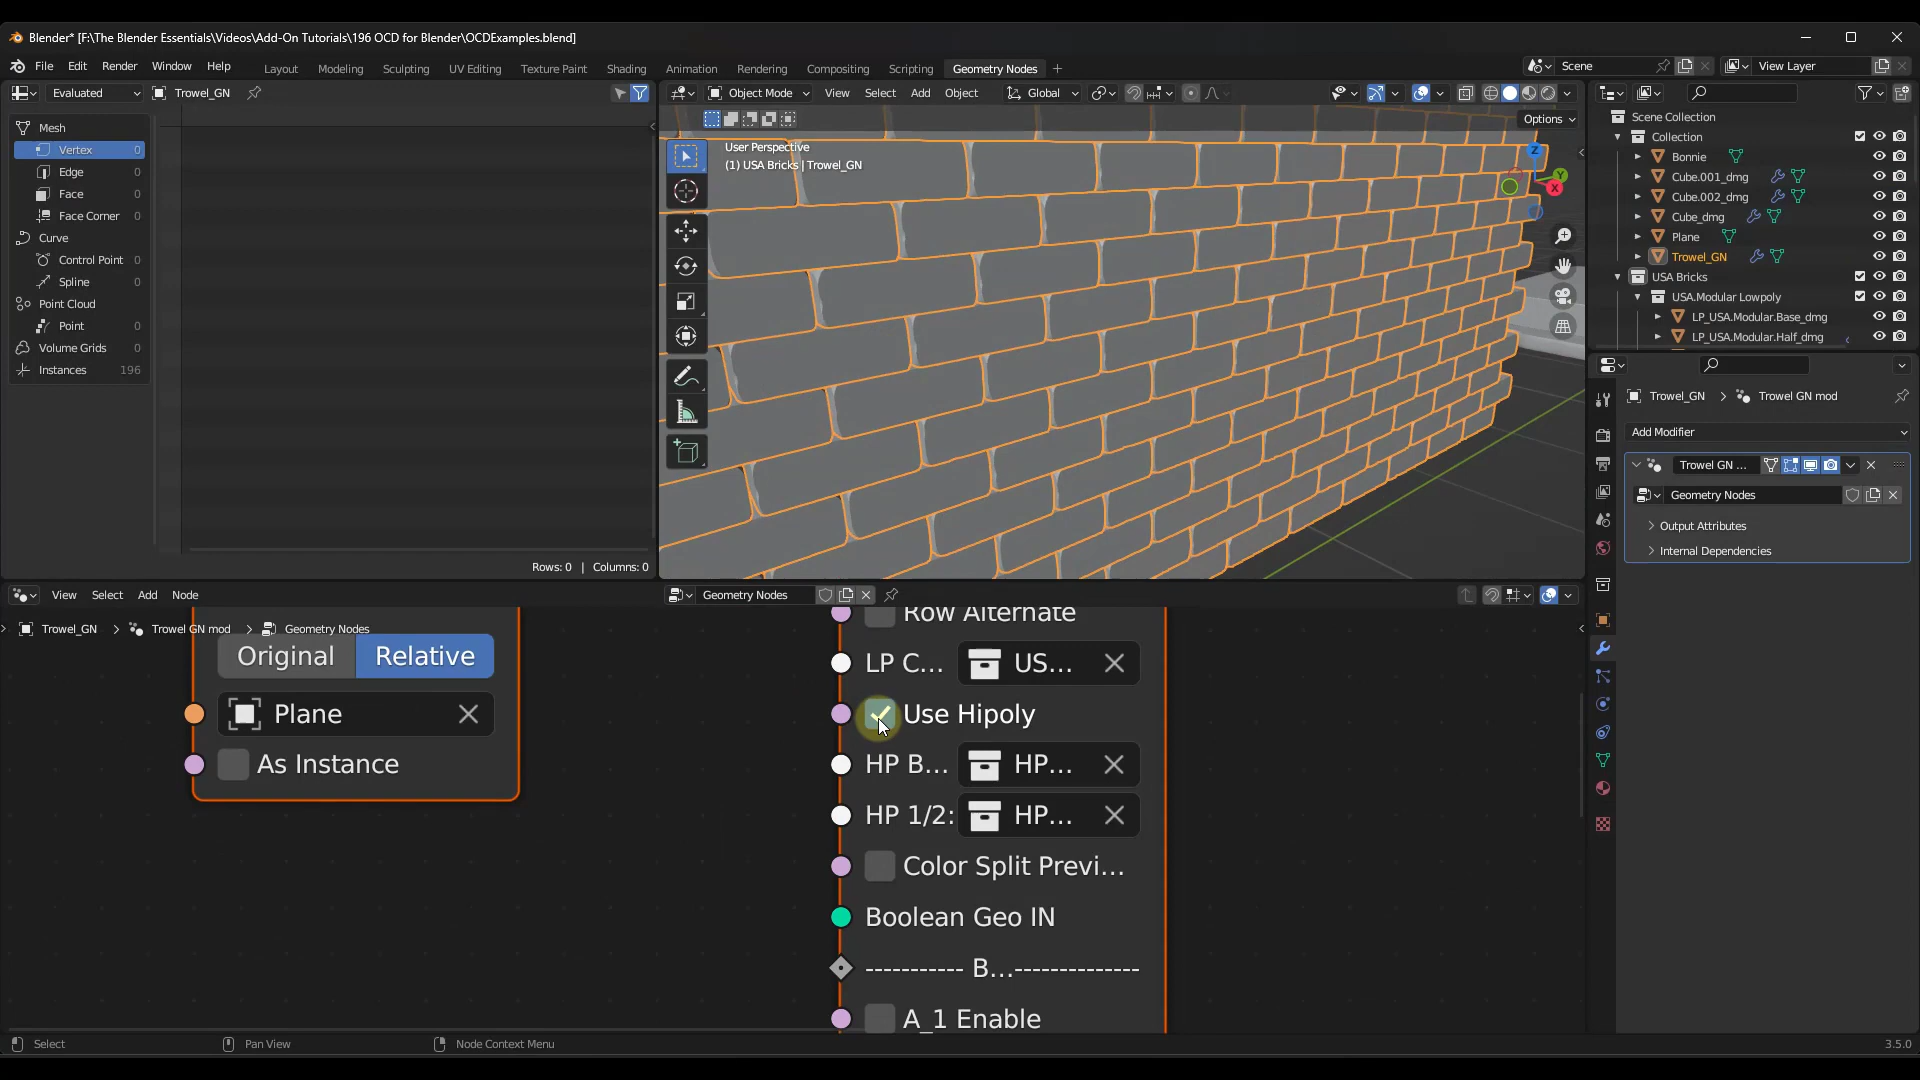 Blender* [F:\The Blender Essentials\Videos\Add-On Tutorials\196 OCD for Blender\OCDExamples.blend]
File Edit Render Window Help Layout Modeling Sculpting UV Editing Texture Paint Shading Animation Rendering Compositing Scripting Geometry Nodes + Scene View Layer
Evaluated Trowel_GN
Object Mode View Select Add Object Global
Options
Mesh
Vertex 0
Edge 0
Face 0
Face Corner 0
Curve
Control Point 0
Spline 0
Point Cloud
Point 0
Volume Grids 0
Instances 196
Rows: 0 | Columns: 0
User Perspective
(1) USA Bricks | Trowel_GN
Z
Y
X
Scene Collection
Collection
Bonnie
Cube.001_dmg
Cube.002_dmg
Cube_dmg
Plane
Trowel_GN
USA Bricks
USA.Modular Lowpoly
LP_USA.Modular.Base_dmg
LP_USA.Modular.Half_dmg
Trowel_GN > Trowel GN mod
Add Modifier
Trowel GN ...
Geometry Nodes
Output Attributes
Internal Dependencies
View Select Add Node Geometry Nodes
Trowel_GN > Trowel GN mod > Geometry Nodes
Original Relative
Plane
As Instance
Row Alternate
LP C... US...
Use Hipoly
HP B... HP...
HP 1/2: HP...
Color Split Previ...
Boolean Geo IN
----------- B...--------------
A_1 Enable
Select Pan View Node Context Menu 3.5.0